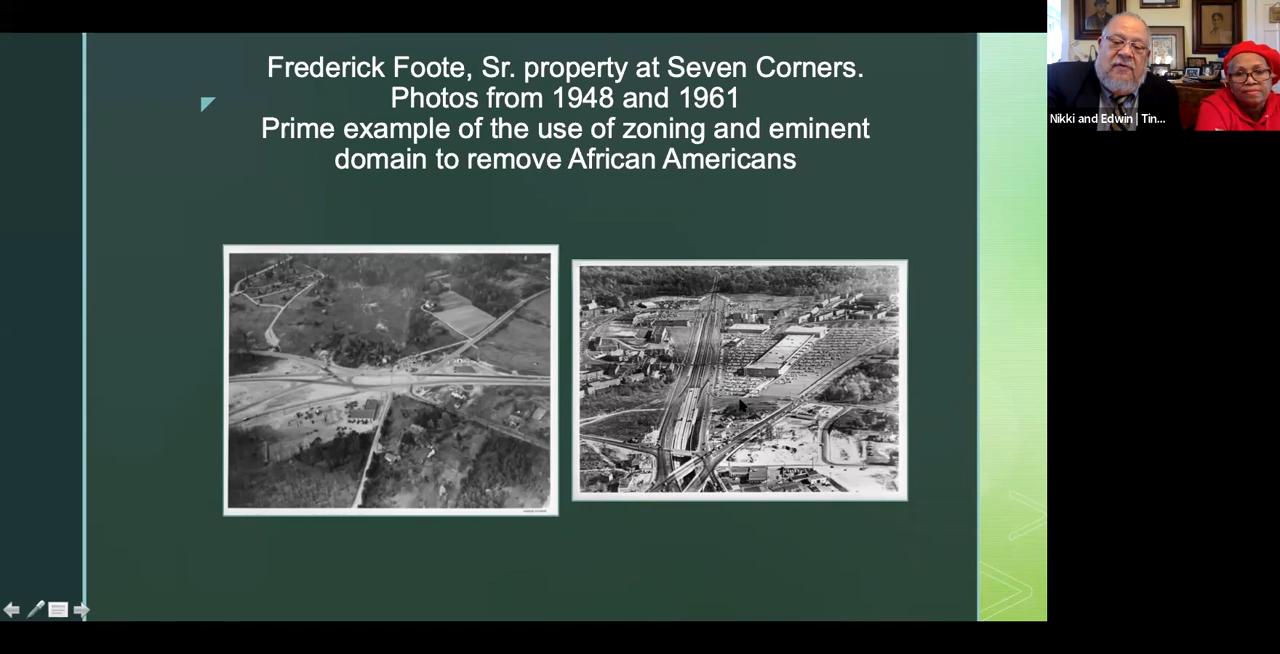 Frederick Foote, Sr. property at Seven Corners.
Photos from 1948 and 1961
Prime example of the use of zoning and eminent
domain to remove African Americans
Nikki and Edwin | Tin...